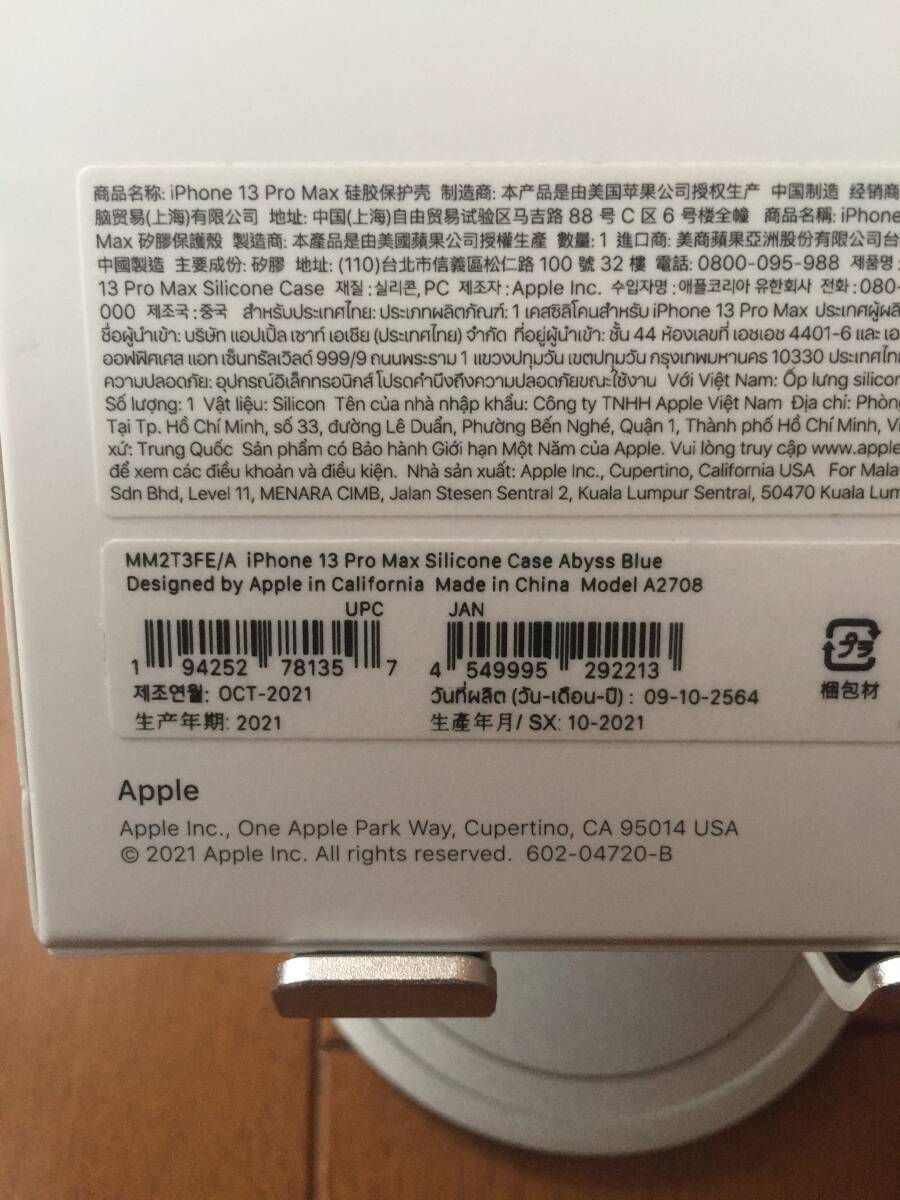 商品名称: iPhone 13 Pro Max 硅胶保护壳 制造商: 本产品是由美国苹果公司授权生产 中国制造 经销商
脑贸易(上海)有限公司 地址: 中国(上海)自由贸易试验区马吉路 88 号 C 区 6 号楼全幢 商品名稱: iPhone
Max 矽膠保護殼 製造商: 本產品是由美國蘋果公司授權生產 數量: 1 進口商: 美商蘋果亞洲股份有限公司台
中國製造 主要成份: 矽膠 地址: (110)台北市信義區松仁路 100 號 32 樓 電話: 0800-095-988 제품명:
13 Pro Max Silicone Case 재질 : 실리콘, PC 제조자 : Apple Inc. 수입자명 : 애플코리아 유한회사 전화 : 080-
000 제조국 : 중국 สำหรับประเทศไทย: ประเภทผลิตภัณฑ์: 1 เคสซิลิโคนสำหรับ iPhone 13 Pro Max ประเทศผู้ผลิ
ชื่อผู้นำเข้า: บริษัท แอปเปิ้ล เซาท์ เอเชีย (ประเทศไทย) จำกัด ที่อยู่ผู้นำเข้า: ชั้น 44 ห้องเลขที่ เอชเอช 4401-6 และ เอ
ออฟฟิศเศส แอท เซ็นทรัลเวิลด์ 999/9 ถนนพระราม 1 แขวงปทุมวัน เขตปทุมวัน กรุงเทพมหานคร 10330 ประเทศไทย
ความปลอดภัย: อุปกรณ์อิเล็กทรอนิกส์ โปรดคำนึงถึงความปลอดภัยขณะใช้งาน Với Việt Nam: Ốp lưng silicon
Số lượng: 1 Vật liệu: Silicon Tên của nhà nhập khẩu: Công ty TNHH Apple Việt Nam Địa chỉ: Phòng
Tại Tp. Hồ Chí Minh, số 33, đường Lê Duẩn, Phường Bến Nghé, Quận 1, Thành phố Hồ Chí Minh, Vi
xứ: Trung Quốc Sản phẩm có Bảo hành Giới hạn Một Năm của Apple. Vui lòng truy cập www.apple
để xem các điều khoản và điều kiện. Nhà sản xuất: Apple Inc., Cupertino, California USA For Mala
Sdn Bhd, Level 11, MENARA CIMB, Jalan Stesen Sentral 2, Kuala Lumpur Sentral, 50470 Kuala Lum
MM2T3FE/A iPhone 13 Pro Max Silicone Case Abyss Blue
Designed by Apple in California Made in China Model A2708
UPC JAN
1 94252 78135 7 4 549995 292213
제조연월: OCT-2021 วันที่ผลิต (วัน-เดือน-ปี) : 09-10-2564
生产年期: 2021 生產年月/ SX: 10-2021
プラ
梱包材
Apple
Apple Inc., One Apple Park Way, Cupertino, CA 95014 USA
© 2021 Apple Inc. All rights reserved. 602-04720-B